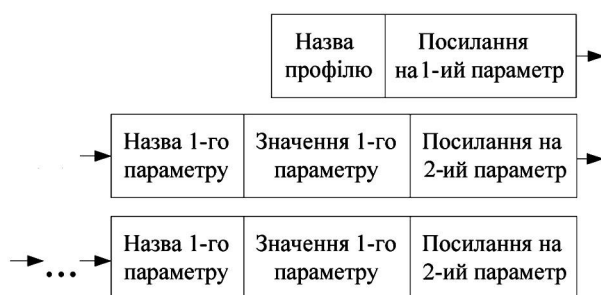 Назва Посилання
профілю на 1-ий параметр
Назва 1-го Значення 1-го Посилання на
параметру параметру 2-ий параметр
... Назва 1-го Значення 1-го Посилання на
параметру параметру 2-ий параметр